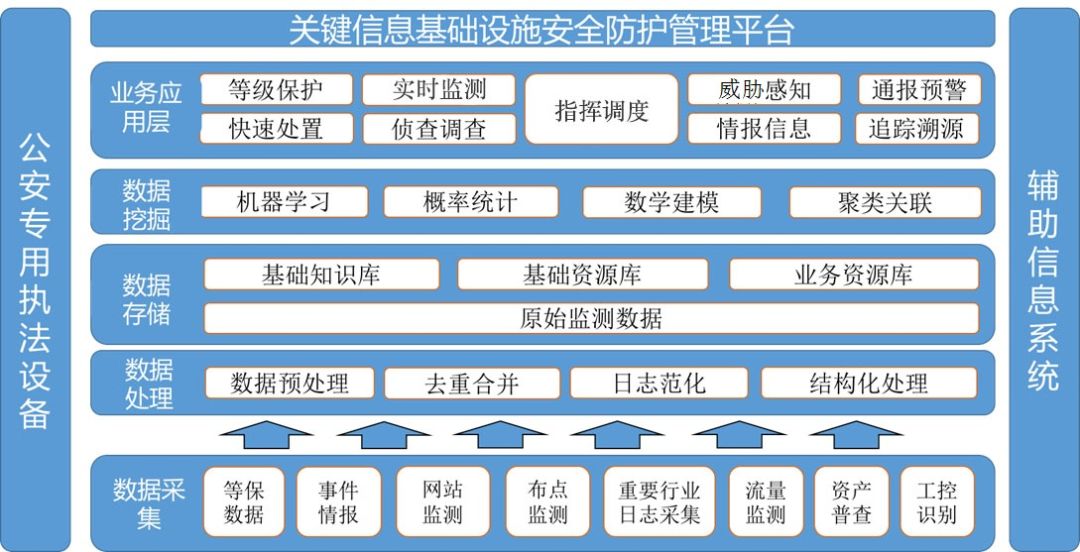 关键信息基础设施安全防护管理平台
公安专用执法设备
业务应
用层
等级保护
实时监测
指挥调度
威胁感知
通报预警
快速处置
侦查调查
情报信息
追踪溯源
数据
挖掘
机器学习
概率统计
数学建模
聚类关联
数据
存储
基础知识库
基础资源库
业务资源库
原始监测数据
数据
处理
数据预处理
去重合并
日志范化
结构化处理
数据采
集
等保
数据
事件
情报
网站
监测
布点
监测
重要行业
日志采集
流量
监测
资产
普查
工控
识别
辅助信息系统